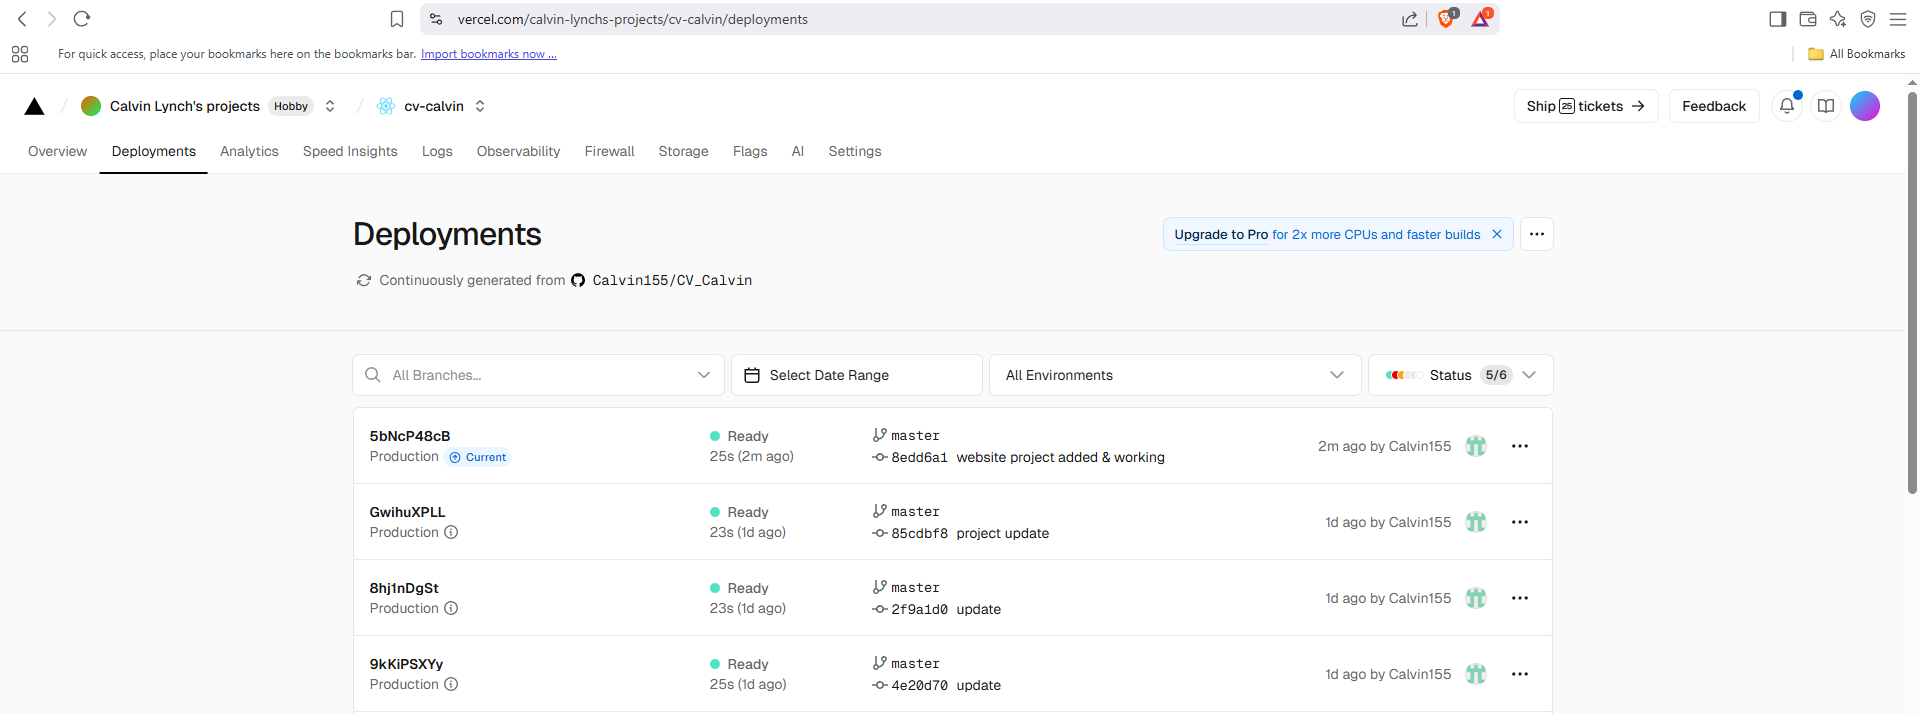 vercel.com/calvin-lynchs-projects/cv-calvin/deployments
1
1
For quick access, place your bookmarks here on the bookmarks bar. Import bookmarks now ...
All Bookmarks
Calvin Lynch's projects Hobby
cv-calvin
Ship 25 tickets →
Feedback
Overview Deployments Analytics Speed Insights Logs Observability Firewall Storage Flags AI Settings
Deployments
Upgrade to Pro for 2x more CPUs and faster builds
Continuously generated from Calvin155/CV_Calvin
All Branches...
Select Date Range
All Environments
Status 5/6
5bNcP48cB Ready master
Production Current 25s (2m ago) 8edd6a1 website project added & working
2m ago by Calvin155
GwihuXPLL Ready master
Production 23s (1d ago) 85cdbf8 project update
1d ago by Calvin155
8hj1nDgSt Ready master
Production 23s (1d ago) 2f9a1d0 update
1d ago by Calvin155
9kKiPSXYy Ready master
Production 25s (1d ago) 4e20d70 update
1d ago by Calvin155